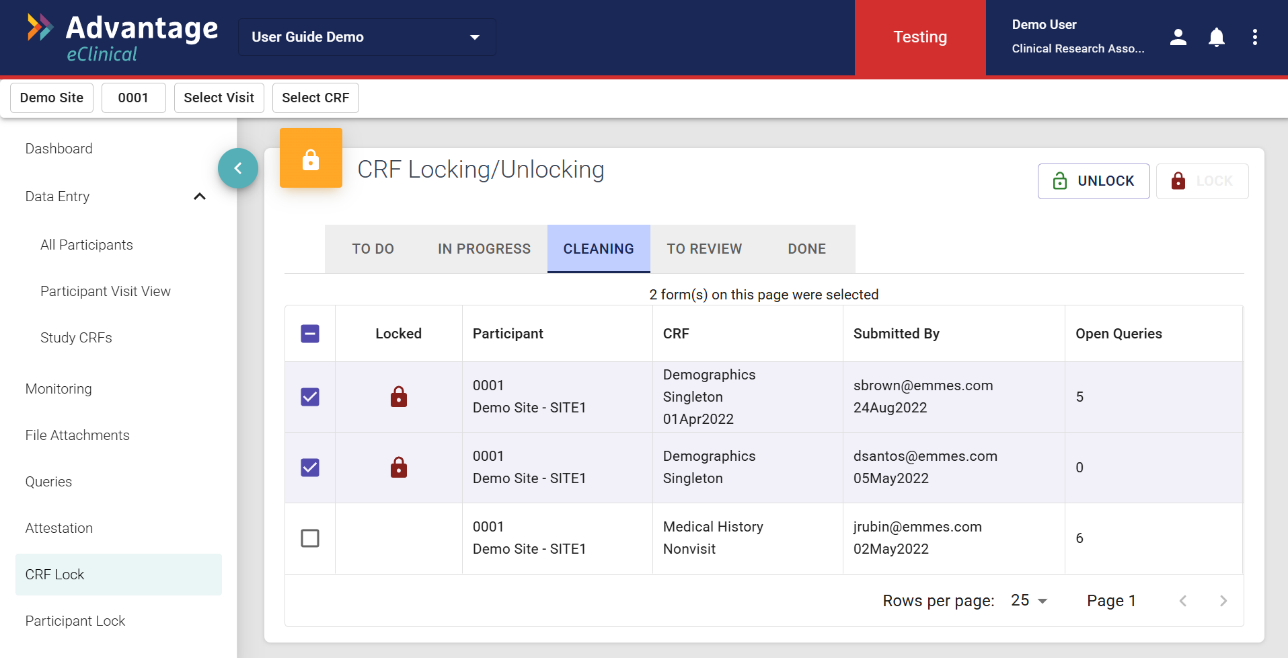 Advantage
eClinical
User Guide Demo
Testing
Demo User
Clinical Research Asso...
Demo Site
0001
Select Visit
Select CRF
Dashboard
Data Entry
All Participants
Participant Visit View
Study CRFs
Monitoring
File Attachments
Queries
Attestation
CRF Lock
Participant Lock
CRF Locking/Unlocking
UNLOCK
LOCK
TO DO
IN PROGRESS
CLEANING
TO REVIEW
DONE
2 form(s) on this page were selected
Locked
Participant
CRF
Submitted By
Open Queries
0001
Demo Site - SITE1
Demographics
Singleton
01Apr2022
sbrown@emmes.com
24Aug2022
5
0001
Demo Site - SITE1
Demographics
Singleton
dsantos@emmes.com
05May2022
0
0001
Demo Site - SITE1
Medical History
Nonvisit
jrubin@emmes.com
02May2022
6
Rows per page:
25
Page 1